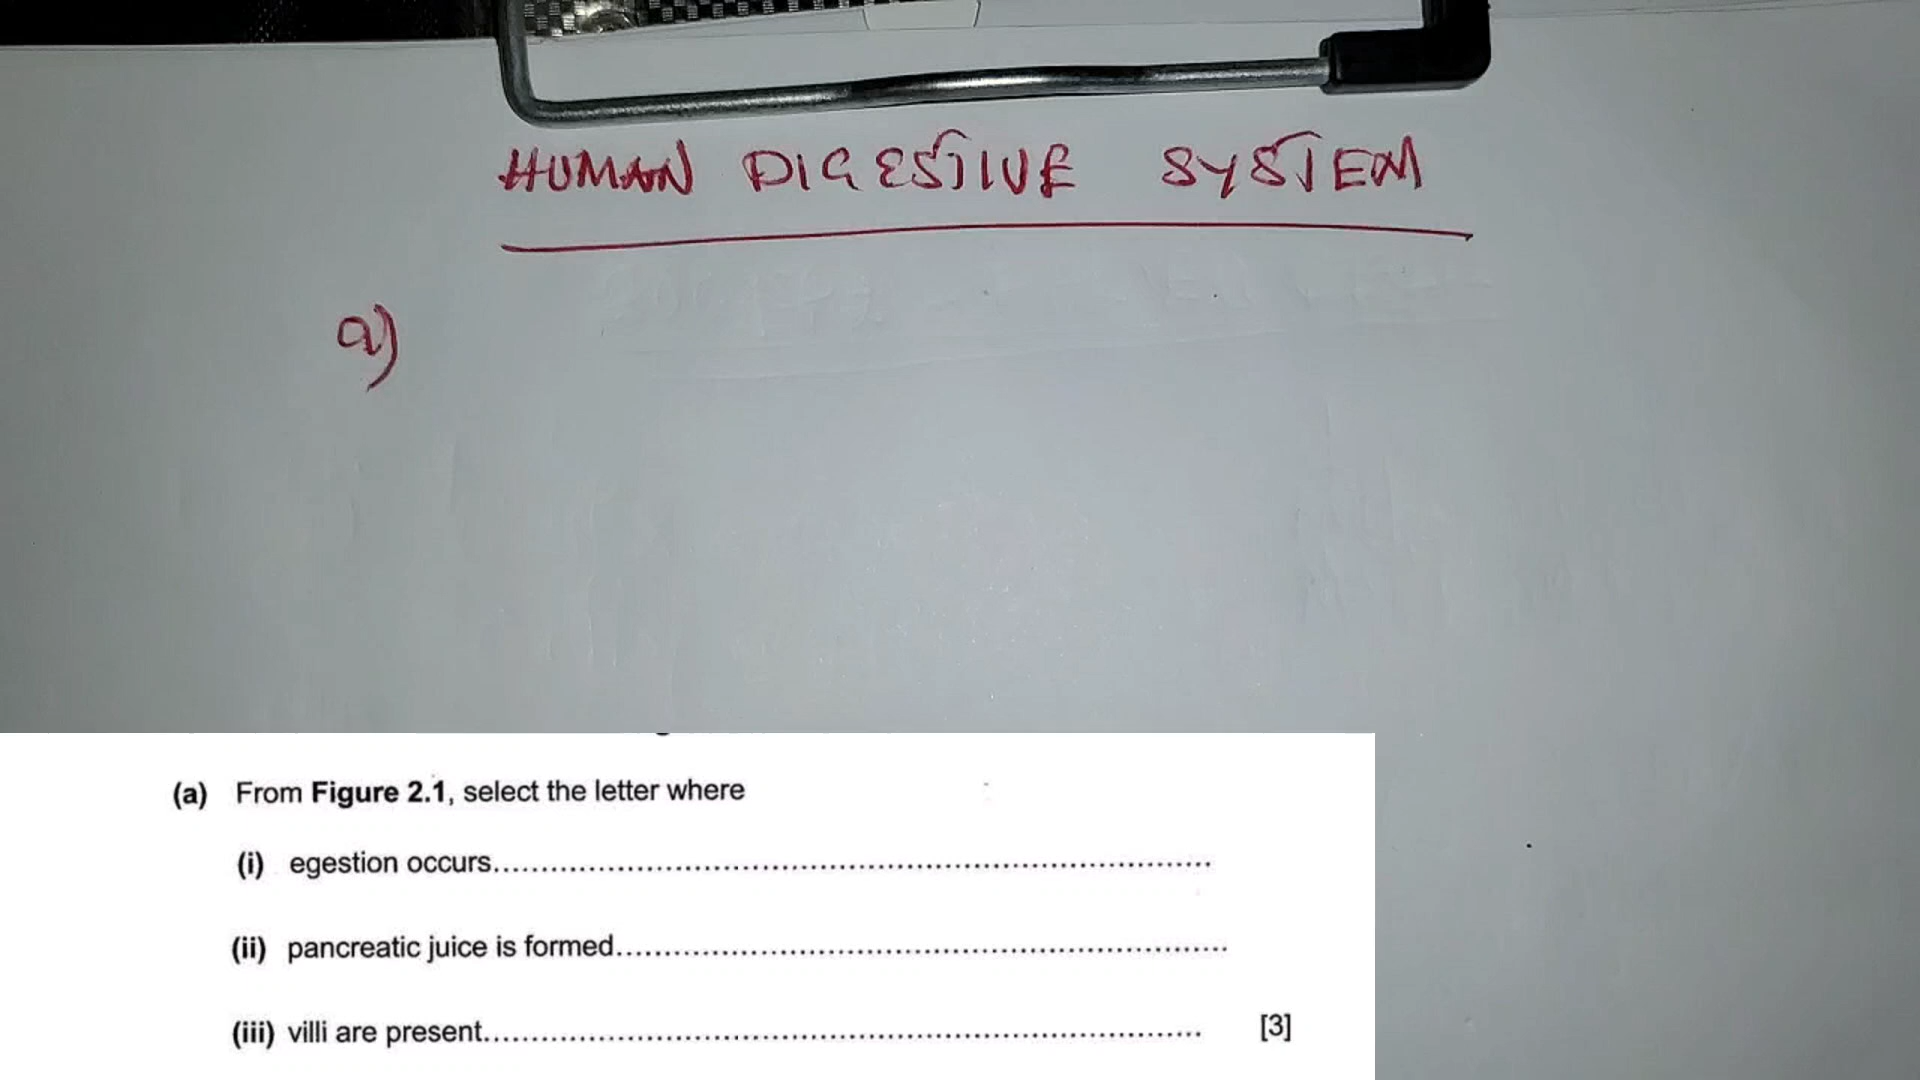 HUMAN DIGESTIVE SYSTEM
a)
(a) From Figure 2.1, select the letter where
(i) egestion occurs..........................................................................................
(ii) pancreatic juice is formed.............................................................................
(iii) villi are present.......................................................................................... [3]